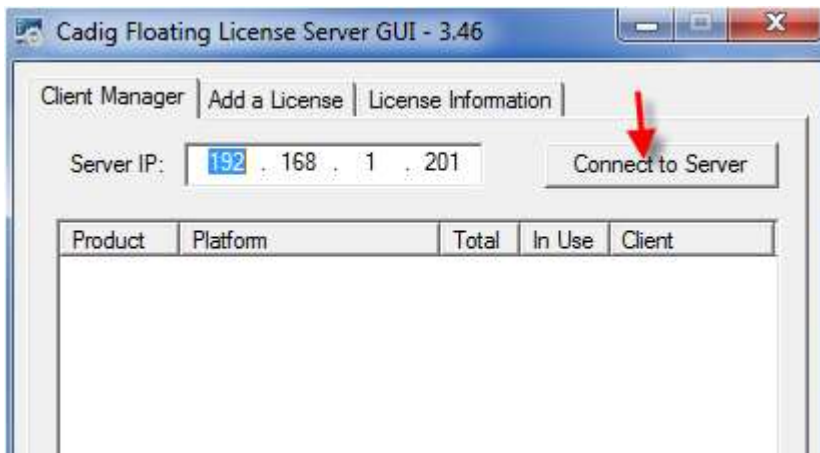 Cadig Floating License Server GUI - 3.46
Client Manager Add a License License Information
Server IP: 192 . 168 . 1 . 201 Connect to Server
Product Platform Total In Use Client